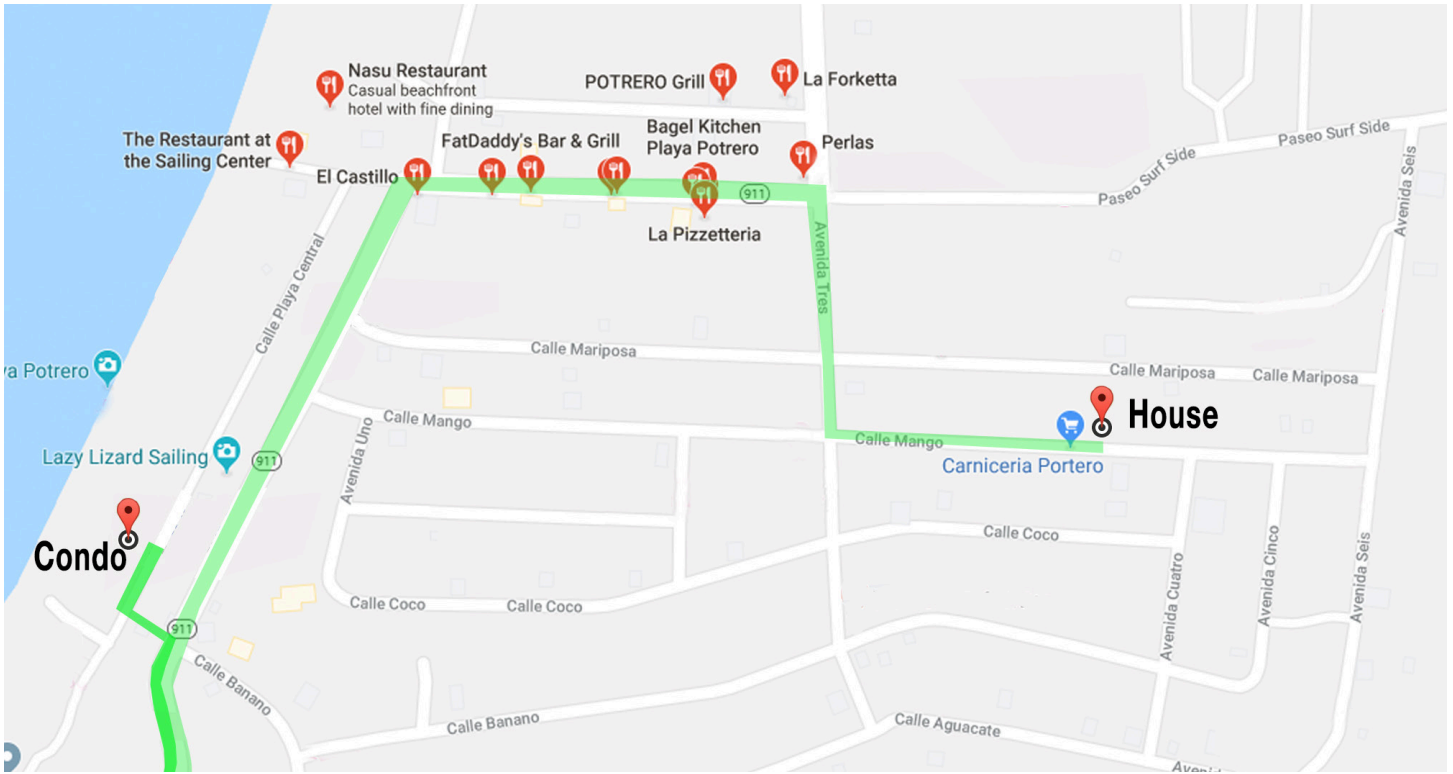 Nasu Restaurant
Casual beachfront
hotel with fine dining
POTRERO Grill
La Forketta
The Restaurant at
the Sailing Center
FatDaddy's Bar & Grill
Bagel Kitchen
Playa Potrero
Perlas
Paseo Surf Side
Paseo Surf Side
El Castillo
911
La Pizzetteria
Avenida Seis
Avenida Tres
Calle Playa Central
Calle Mariposa
Calle Mariposa
Calle Mariposa
va Potrero
House
Calle Mango
Calle Mango
Carniceria Portero
Lazy Lizard Sailing
911
Avenida Uno
Condo
Calle Coco
Calle Coco
Calle Coco
Avenida Cuatro
Avenida Cinco
Avenida Seis
911
Calle Banano
Calle Banano
Calle Aguacate